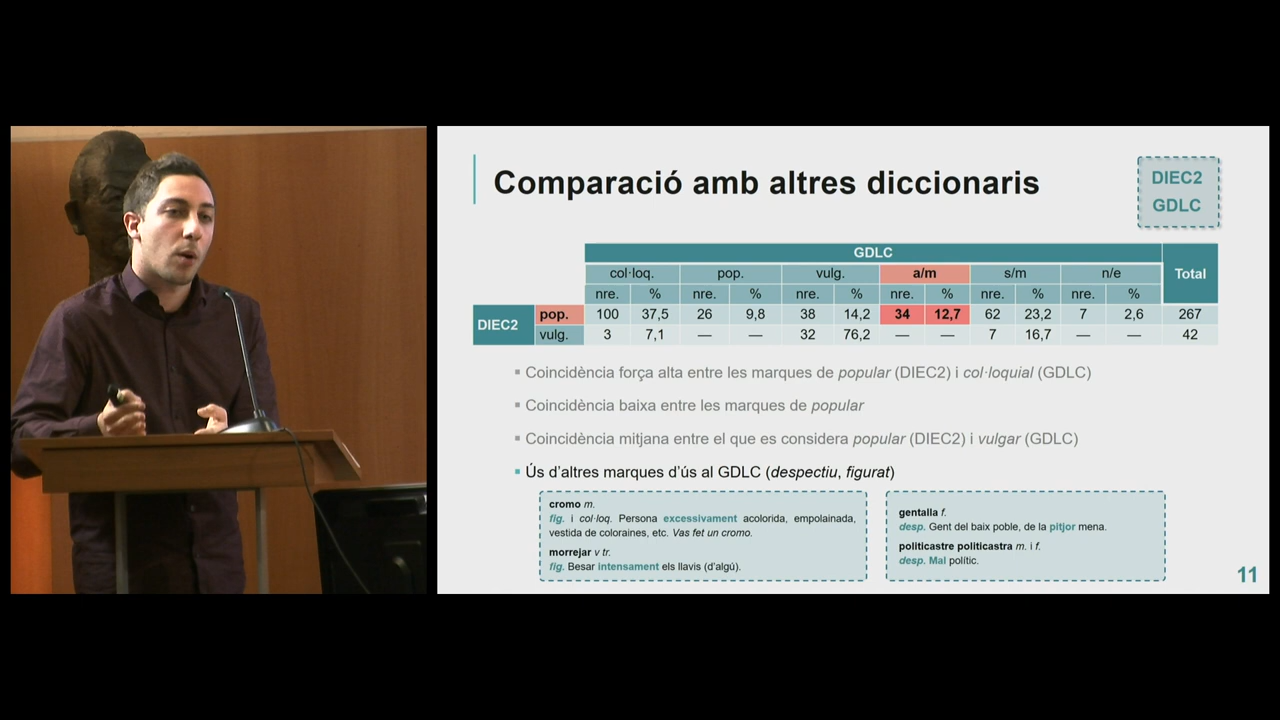 Comparació amb altres diccionaris
DIEC2
GDLC
GDLC Total
col·loq. pop. vulg. a/m s/m n/e
nre. % nre. % nre. % nre. % nre. % nre. %
DIEC2 pop. 100 37,5 26 9,8 38 14,2 34 12,7 62 23,2 7 2,6 267
vulg. 3 7,1 — — 32 76,2 — — 7 16,7 — — 42
▪ Coincidència força alta entre les marques de popular (DIEC2) i col·loquial (GDLC)
▪ Coincidència baixa entre les marques de popular
▪ Coincidència mitjana entre el que es considera popular (DIEC2) i vulgar (GDLC)
▪ Ús d’altres marques d’ús al GDLC (despectiu, figurat)
cromo m.
fig. i col·loq. Persona excessivament acolorida, empolainada,
vestida de coloraines, etc. Vas fet un cromo.
morrejar v tr.
fig. Besar intensament els llavis (d’algú).
gentalla f.
desp. Gent del baix poble, de la pitjor mena.
politicastre politicastra m. i f.
desp. Mal polític.
11